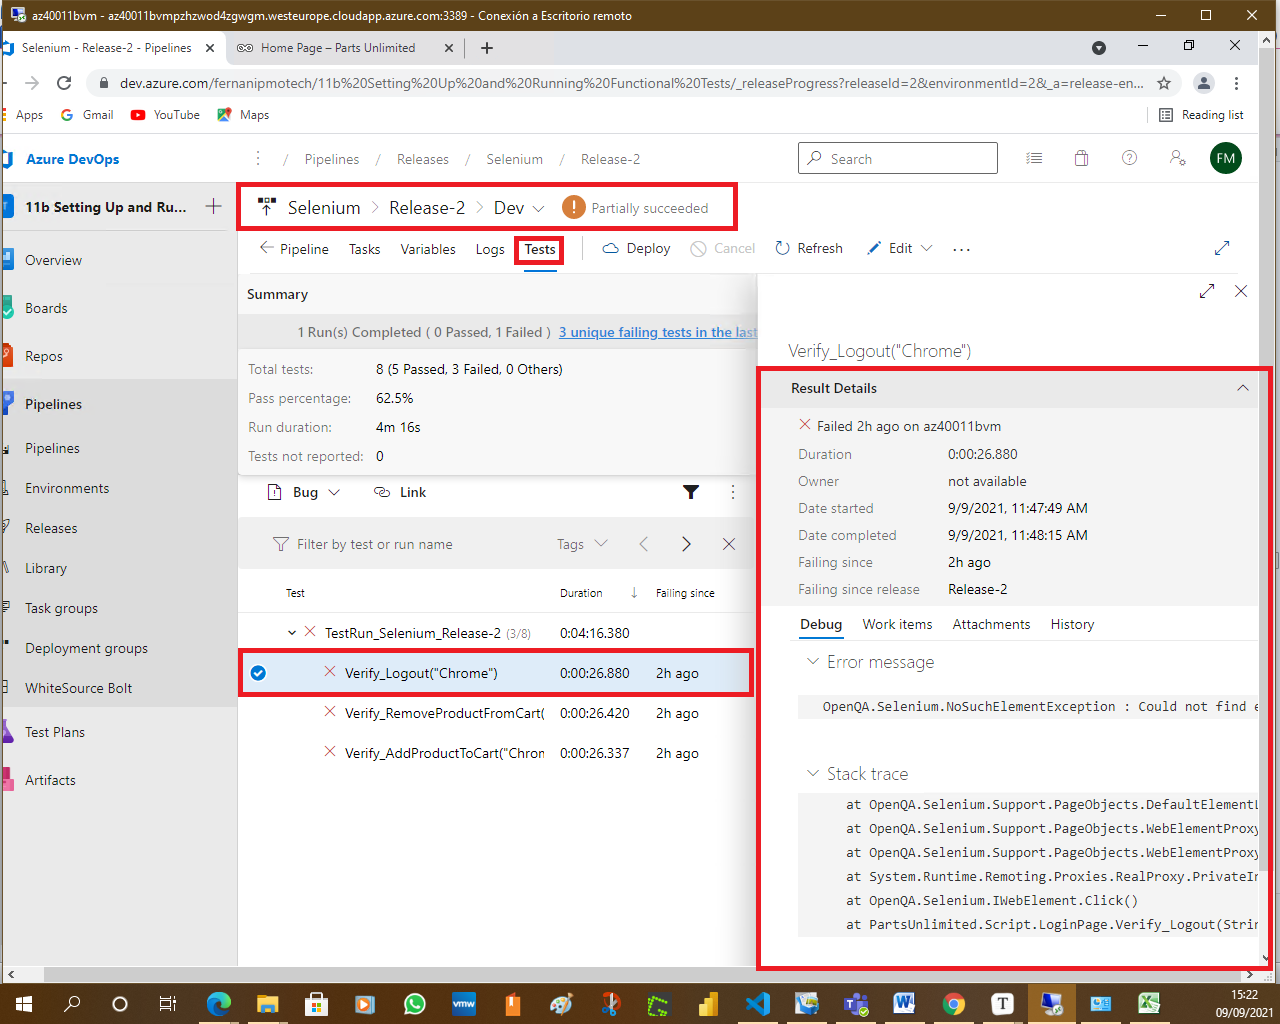 az40011bvm - az40011bvmpzhzwod4zgwgm.westeurope.cloudapp.azure.com:3389 - Conexión a Escritorio remoto
Selenium - Release-2 - Pipelines
Home Page – Parts Unlimited
dev.azure.com/fernanipmotech/11b%20Setting%20Up%20and%20Running%20Functional%20Tests/_releaseProgress?releaseId=2&environmentId=2&_a=release-en...
Apps
Gmail
YouTube
Maps
Reading list
Azure DevOps
/ Pipelines / Releases / Selenium / Release-2
Search
FM
11b Setting Up and Ru...
Selenium > Release-2 > Dev
Partially succeeded
Pipeline
Tasks
Variables
Logs
Tests
Deploy
Cancel
Refresh
Edit
Overview
Boards
Repos
Pipelines
Pipelines
Environments
Releases
Library
Task groups
Deployment groups
WhiteSource Bolt
Test Plans
Artifacts
Summary
1 Run(s) Completed ( 0 Passed, 1 Failed ) 3 unique failing tests in the last
Total tests: 8 (5 Passed, 3 Failed, 0 Others)
Pass percentage: 62.5%
Run duration: 4m 16s
Tests not reported: 0
Bug
Link
Filter by test or run name
Tags
Test Duration Failing since
TestRun_Selenium_Release-2 (3/8) 0:04:16.380
Verify_Logout("Chrome") 0:00:26.880 2h ago
Verify_RemoveProductFromCart( 0:00:26.420 2h ago
Verify_AddProductToCart("Chron 0:00:26.337 2h ago
Verify_Logout("Chrome")
Result Details
Failed 2h ago on az40011bvm
Duration 0:00:26.880
Owner not available
Date started 9/9/2021, 11:47:49 AM
Date completed 9/9/2021, 11:48:15 AM
Failing since 2h ago
Failing since release Release-2
Debug
Work items
Attachments
History
Error message
OpenQA.Selenium.NoSuchElementException : Could not find e
Stack trace
at OpenQA.Selenium.Support.PageObjects.DefaultElementL
at OpenQA.Selenium.Support.PageObjects.WebElementProxy
at OpenQA.Selenium.Support.PageObjects.WebElementProxy
at System.Runtime.Remoting.Proxies.RealProxy.PrivateIn
at OpenQA.Selenium.IWebElement.Click()
at PartsUnlimited.Script.LoginPage.Verify_Logout(Strin
vmw
T
15:22
09/09/2021